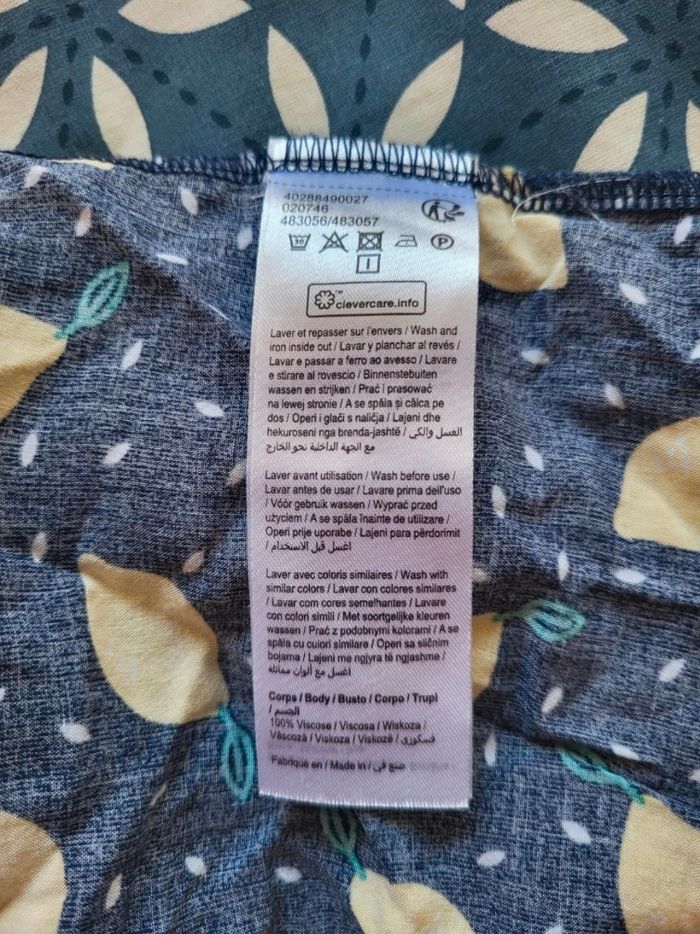 40288490027
020746
483056/483057
30
P
I
TM
clevercare.info
Laver et repasser sur l'envers / Wash and
iron inside out / Lavar y planchar al revés /
Lavar e passar a ferro ao avesso / Lavare
e stirare al rovescio / Binnenstebuiten
wassen en strijken / Prać i prasować
na lewej stronie / A se spăla și călca pe
dos / Operi i glači s naličja / Lajeni dhe
hekuroseni nga brenda-jashtë / الغسل والكي
مع الجهة الداخلية نحو الخارج
Laver avant utilisation / Wash before use /
Lavar antes de usar / Lavare prima dell'uso
/ Vóór gebruik wassen / Wyprać przed
użyciem / A se spăla înainte de utilizare /
Operi prije uporabe / Lajeni para përdorimit
/ اغسل قبل الاستخدام
Laver avec coloris similaires / Wash with
similar colors / Lavar con colores similares
/ Lavar com cores semelhantes / Lavare
con colori simili / Met soortgelijke kleuren
wassen / Prać z podobnymi kolorami / A se
spăla cu culori similare / Operi sa sličnim
bojama / Lajeni me ngjyra të ngjashme /
اغسل مع ألوان مماثلة
Corps / Body / Busto / Corpo / Trupi
/ الجسم
100% Viscose / Viscosa / Wiskoza /
Vâscoză / Viskoza / Viskozë / فسكوزي
Fabriqué en / Made in / صنع في